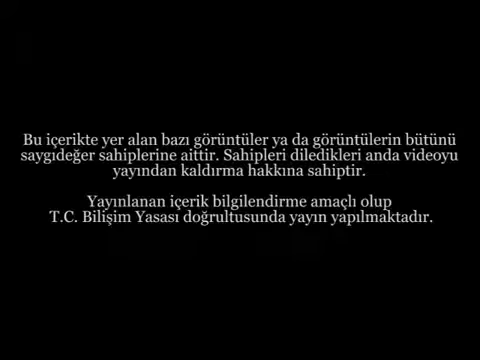 Bu içerikte yer alan bazı görüntüler ya da görüntülerin bütünü
saygıdeğer sahiplerine aittir. Sahipleri diledikleri anda videoyu
yayından kaldırma hakkına sahiptir.
Yayınlanan içerik bilgilendirme amaçlı olup
T.C. Bilişim Yasası doğrultusunda yayın yapılmaktadır.